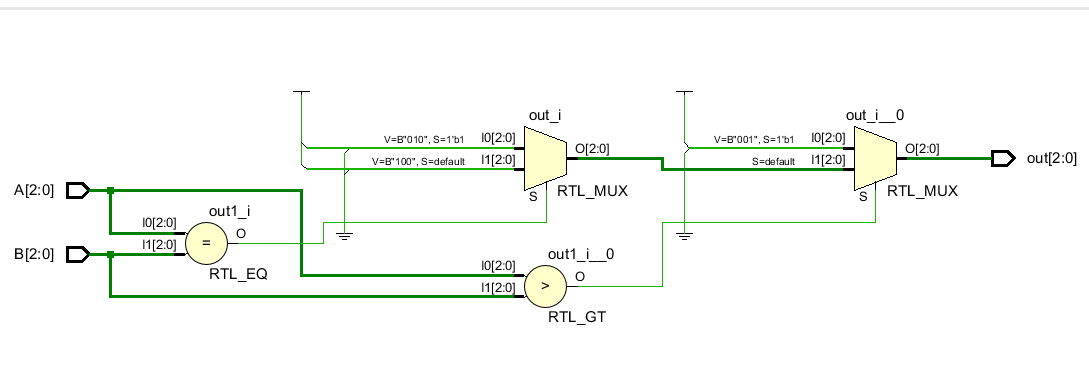 out_i
out_i__0
V=B"010", S=1'b1
I0[2:0]
V=B"001", S=1'b1
I0[2:0]
O[2:0]
O[2:0]
V=B"100", S=default
I1[2:0]
S=default
I1[2:0]
out[2:0]
S
RTL_MUX
S
RTL_MUX
A[2:0]
out1_i
I0[2:0]
O
=
I1[2:0]
B[2:0]
RTL_EQ
out1_i__0
I0[2:0]
O
>
I1[2:0]
RTL_GT